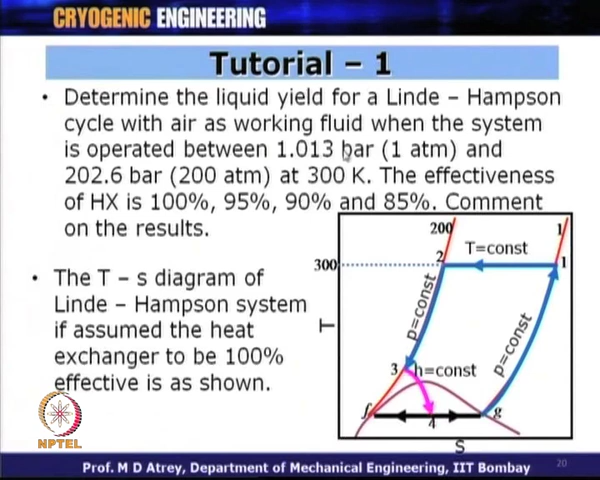 CRYOGENIC ENGINEERING
Tutorial – 1
• Determine the liquid yield for a Linde – Hampson
cycle with air as working fluid when the system
is operated between 1.013 bar (1 atm) and
202.6 bar (200 atm) at 300 K. The effectiveness
of HX is 100%, 95%, 90% and 85%. Comment
on the results.
• The T – s diagram of
Linde – Hampson system
if assumed the heat
exchanger to be 100%
effective is as shown.
200
1
2
T=const
300
1
p=const
p=const
T
3
h=const
f
4
g
S
NPTEL
Prof. M D Atrey, Department of Mechanical Engineering, IIT Bombay
20